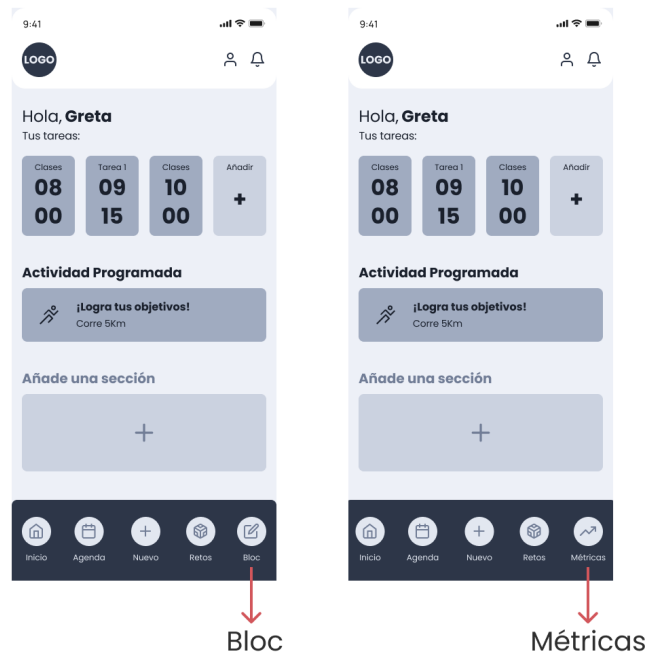 9:41
LOGO
Hola, Greta
Tus tareas:
Clases Tarea 1 Clases Añadir
08 09 10 +
00 15 00
Actividad Programada
¡Logra tus objetivos!
Corre 5Km
Añade una sección
+
Inicio Agenda Nuevo Retos Bloc
Bloc
9:41
LOGO
Hola, Greta
Tus tareas:
Clases Tarea 1 Clases Añadir
08 09 10 +
00 15 00
Actividad Programada
¡Logra tus objetivos!
Corre 5Km
Añade una sección
+
Inicio Agenda Nuevo Retos Métricas
Métricas